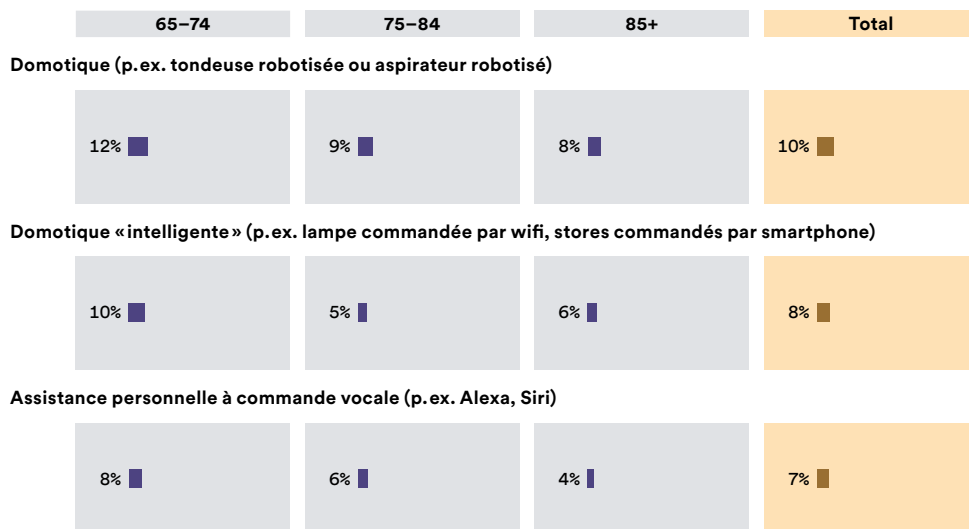 65–74 75–84 85+ Total
Domotique (p.ex. tondeuse robotisée ou aspirateur robotisé)
12% 9% 8% 10%
Domotique «intelligente» (p.ex. lampe commandée par wifi, stores commandés par smartphone)
10% 5% 6% 8%
Assistance personnelle à commande vocale (p.ex. Alexa, Siri)
8% 6% 4% 7%